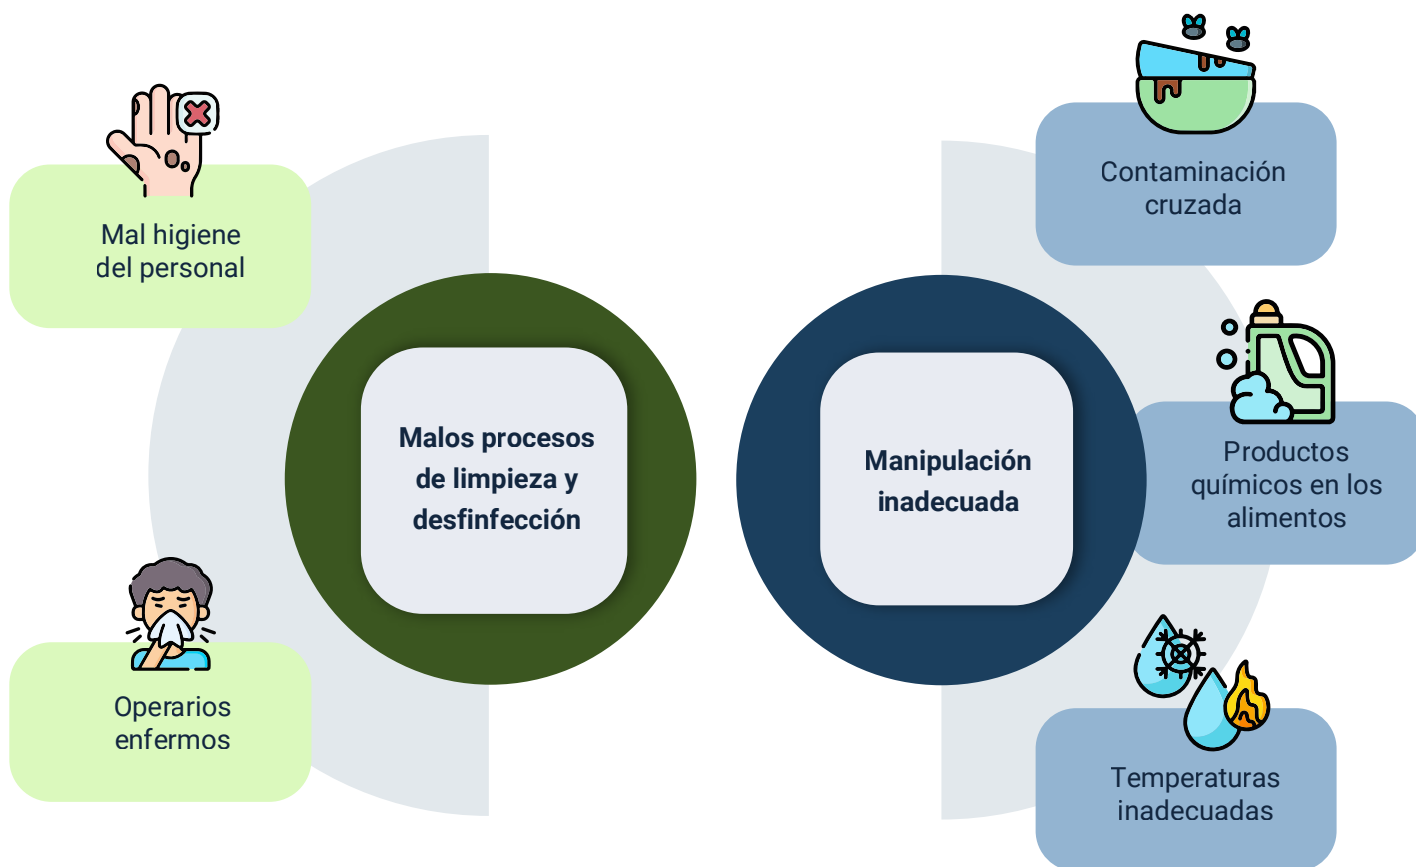 Mal higiene
del personal
Malos procesos
de limpieza y
desfinfección
Operarios
enfermos
Manipulación
inadecuada
Contaminación
cruzada
Productos
químicos en los
alimentos
Temperaturas
inadecuadas